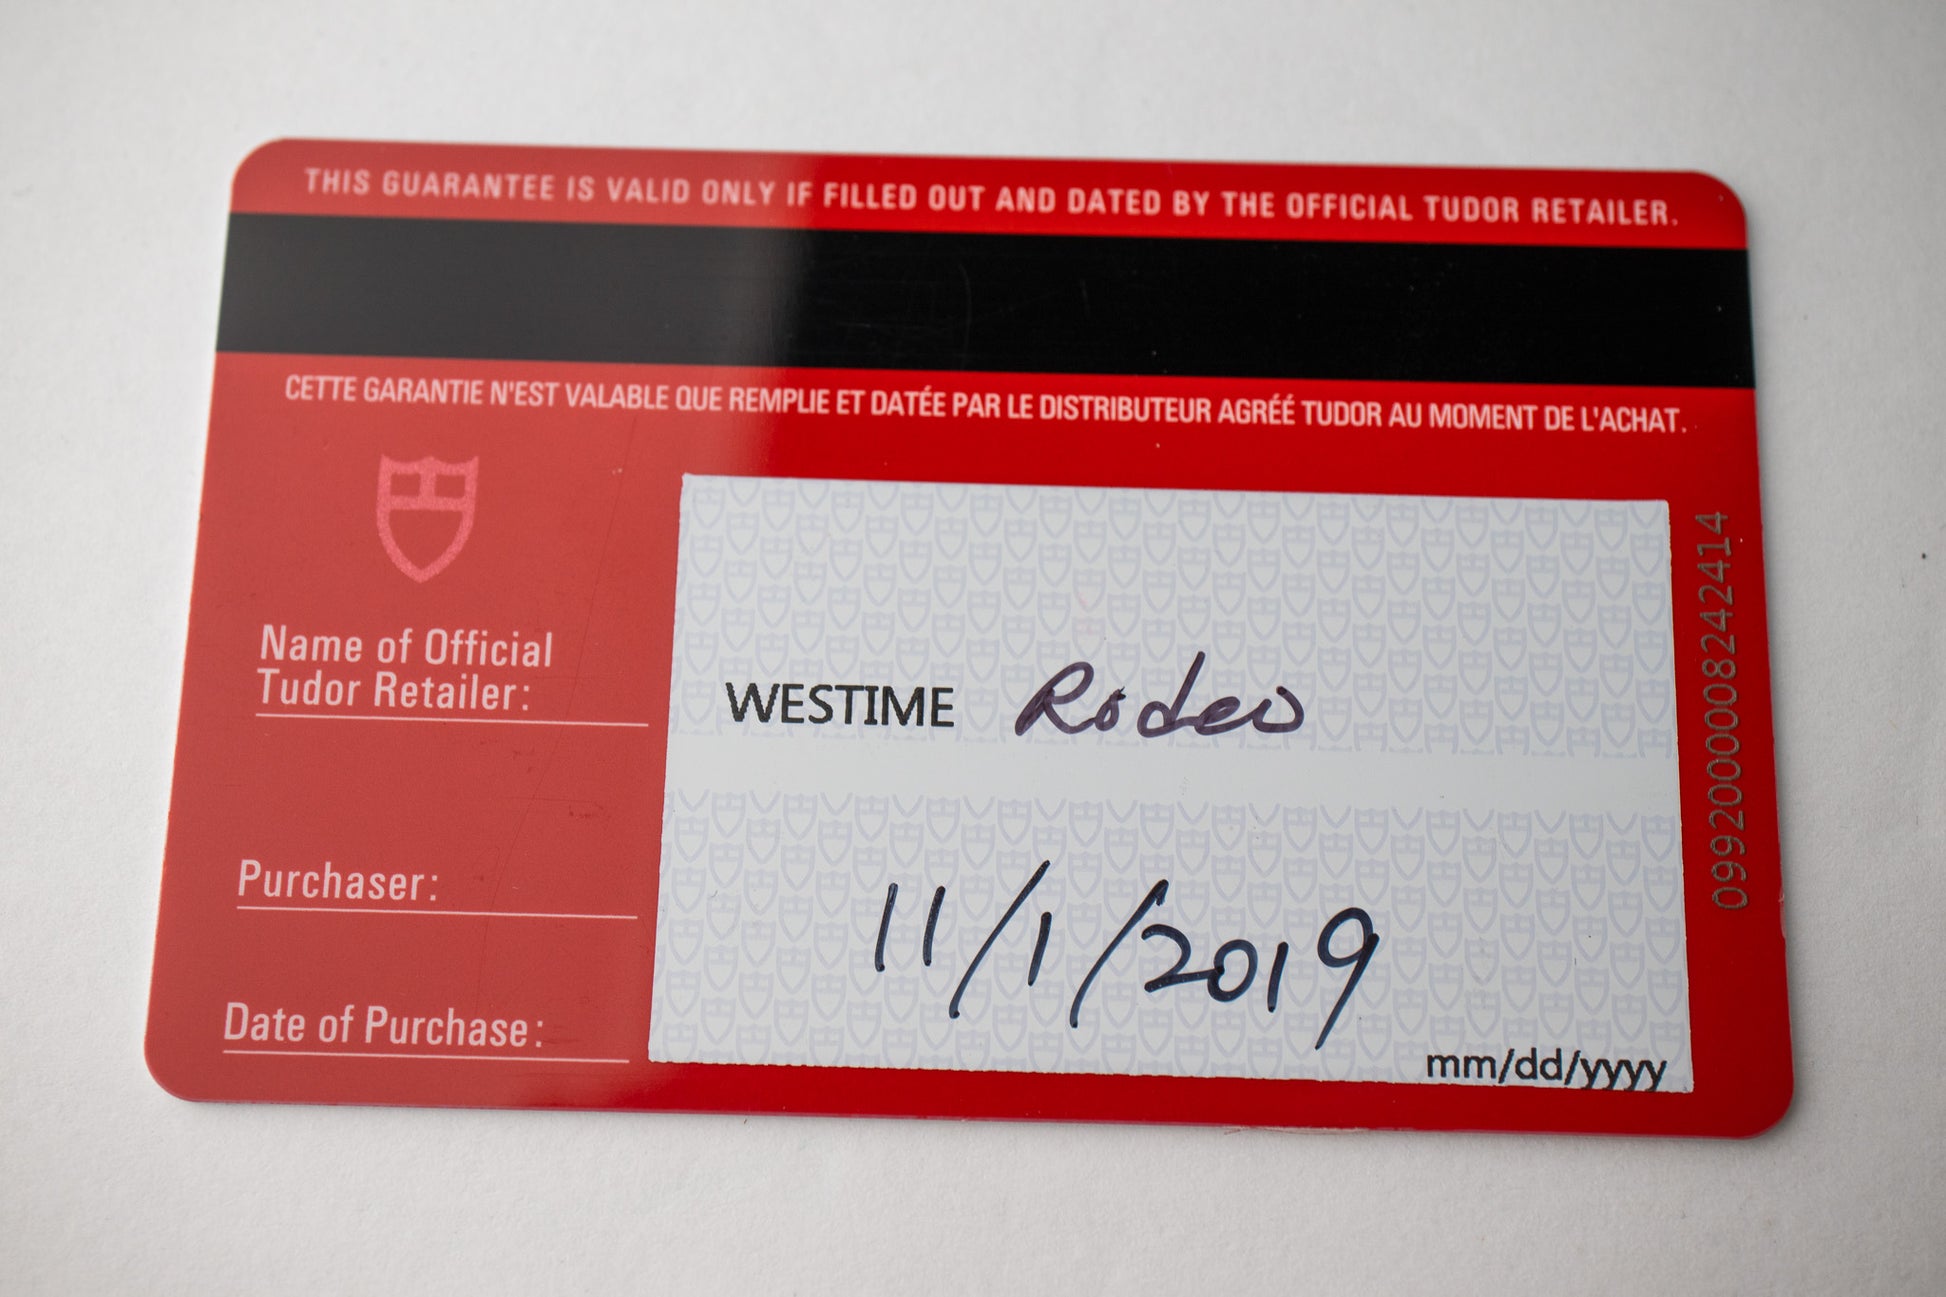 THIS GUARANTEE IS VALID ONLY IF FILLED OUT AND DATED BY THE OFFICIAL TUDOR RETAILER.
CETTE GARANTIE N'EST VALABLE QUE REMPLIE ET DATÉE PAR LE DISTRIBUTEUR AGRÉÉ TUDOR AU MOMENT DE L'ACHAT.
Name of Official
Tudor Retailer:
WESTIME Rodeo
Purchaser:
Date of Purchase:
11/1/2019
mm/dd/yyyy
0992000008242414